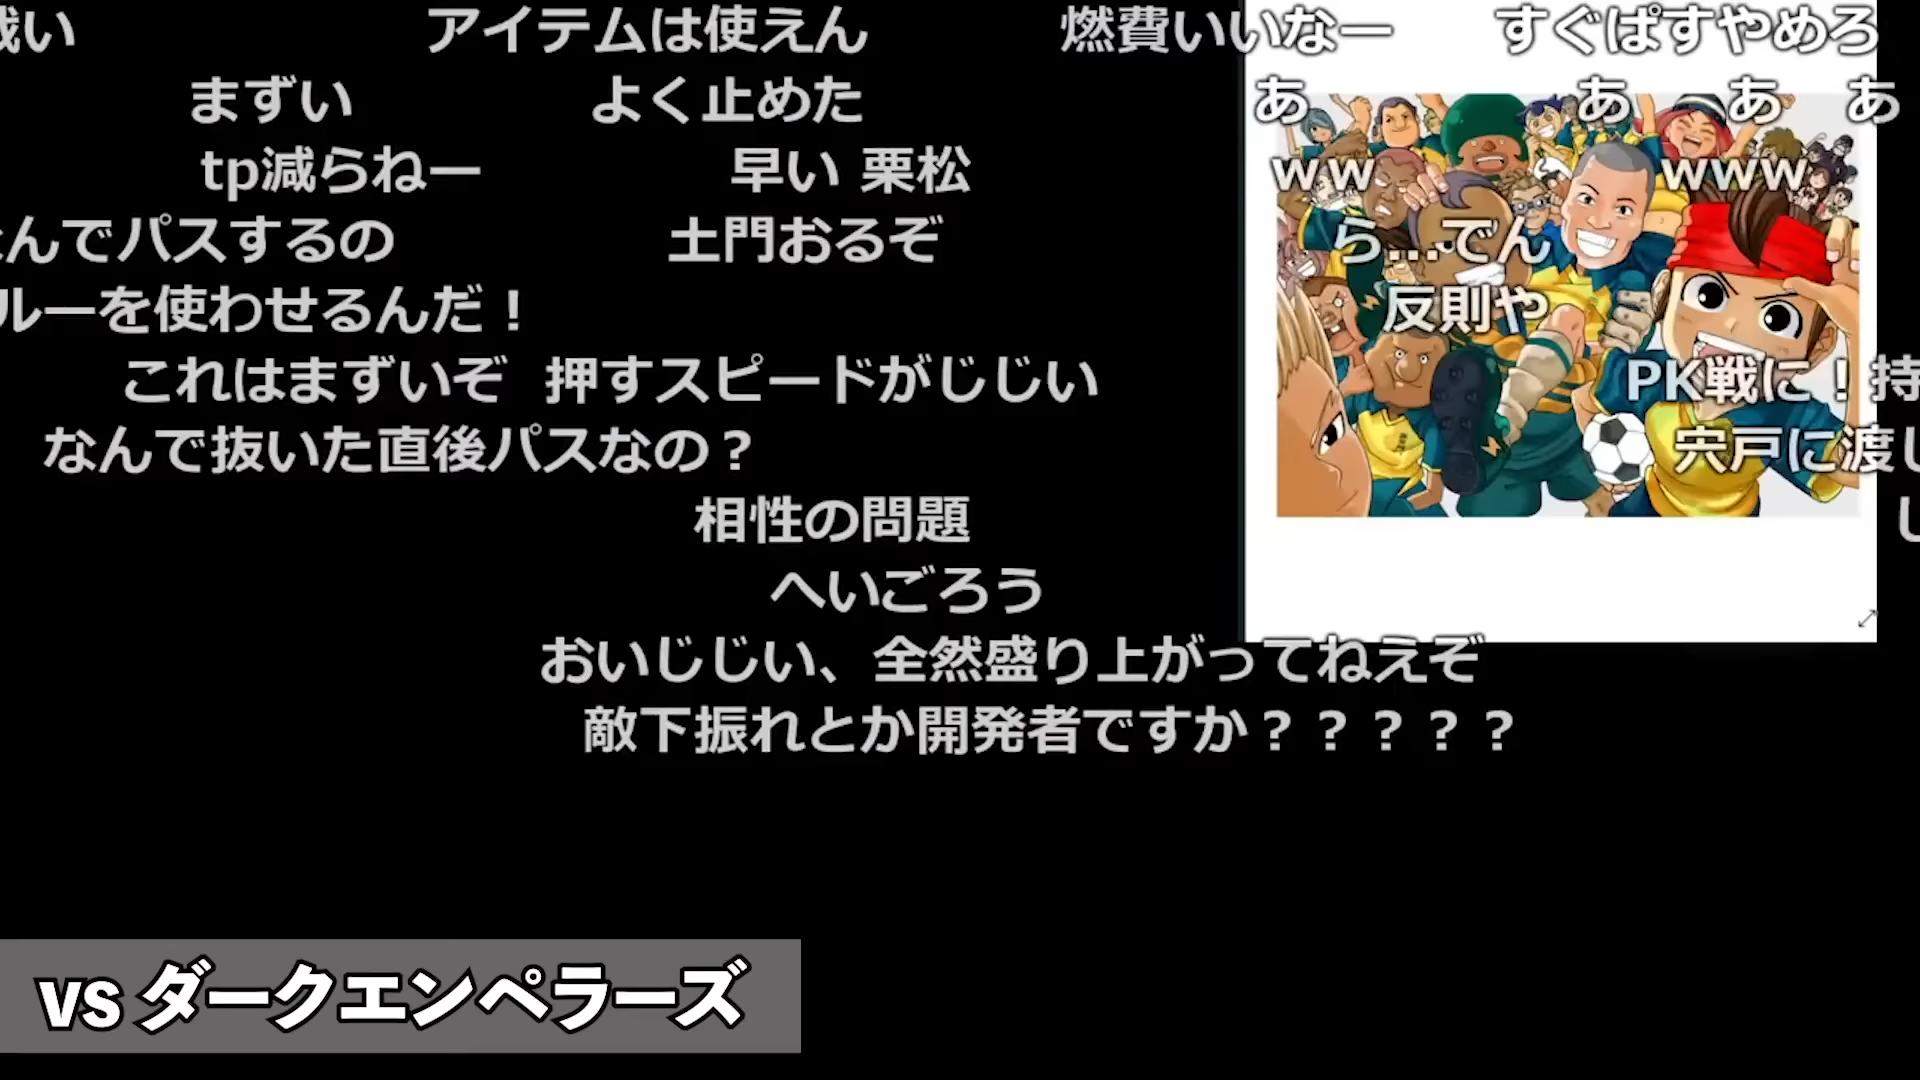 戦い アイテムは使えん 燃費いいなー すぐぱすやめろ
まずい よく止めた あ あ あ あ
tp減らねー 早い 栗松 ww www
なんでパスするの 土門おるぞ ら...でん
ルーを使わせるんだ！ 反則や
これはまずいぞ 押すスピードがじじい PK戦に！持
なんで抜いた直後パスなの？ 宍戸に渡し
相性の問題 し
へいごろう
おいじじい、全然盛り上がってねえぞ
敵下振れとか開発者ですか？？？？？
vs ダークエンペラーズ